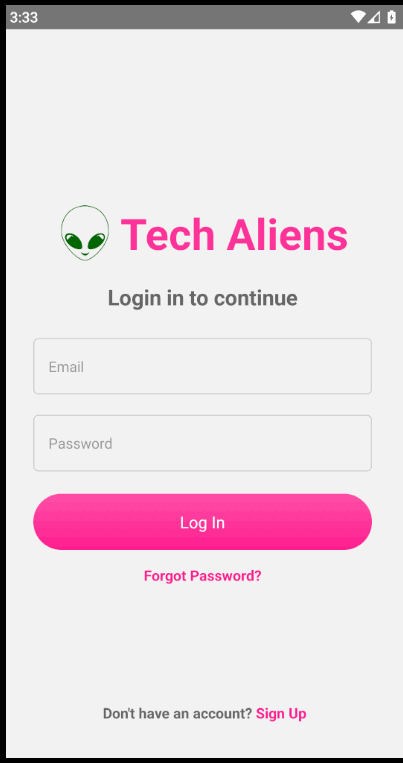 3:33
Tech Aliens
Login in to continue
Email
Password
Log In
Forgot Password?
Don't have an account? Sign Up